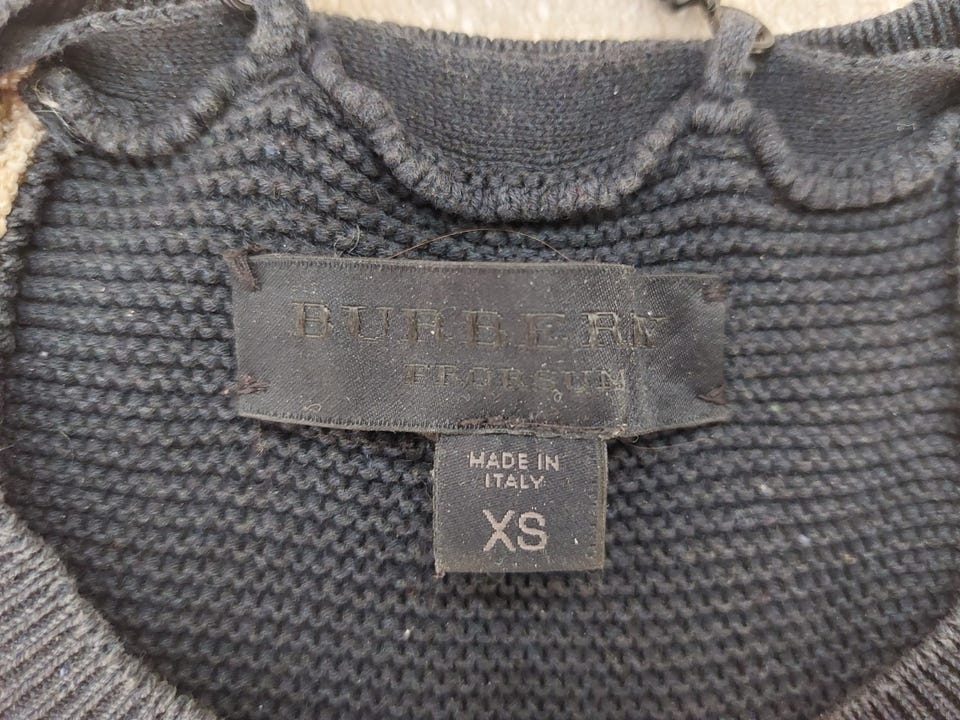 BURBERRY
PRORSUM
MADE IN
ITALY
XS